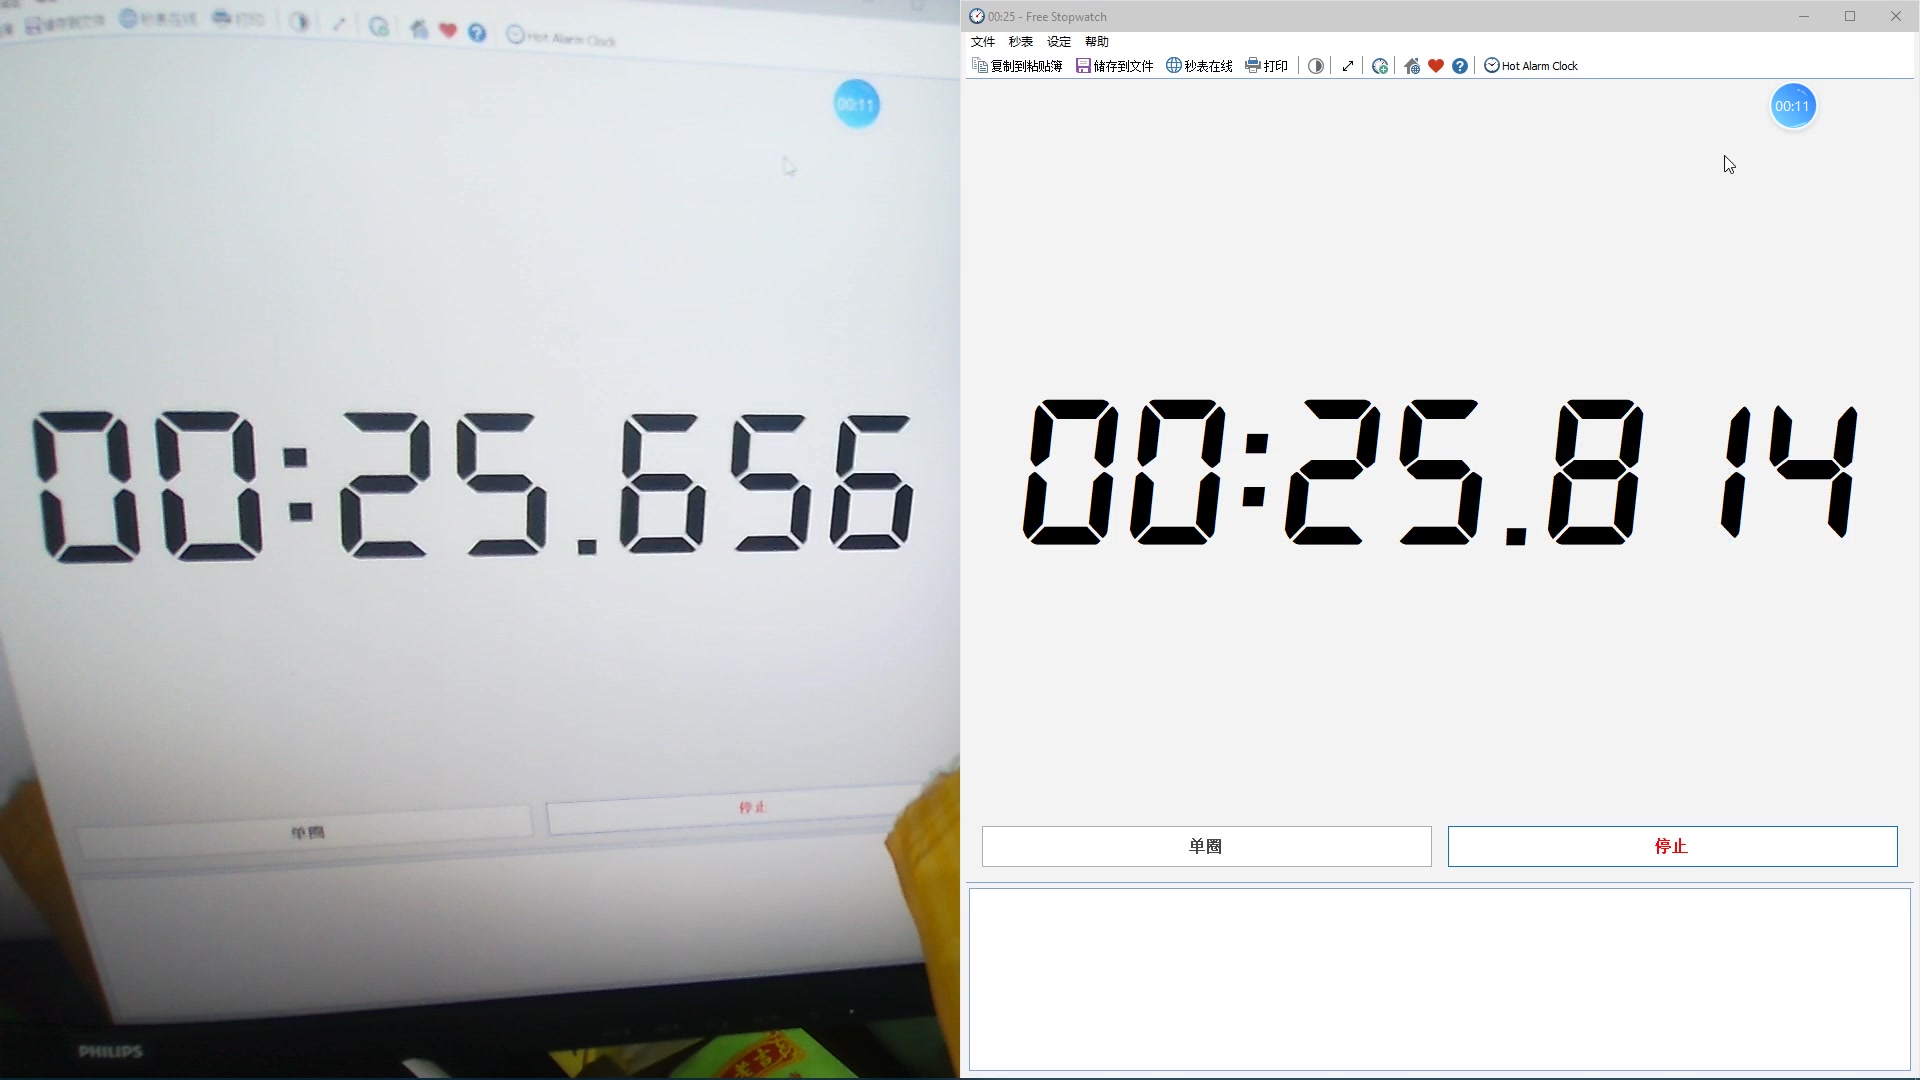 储存到文件 秒表在线 打印 Hot Alarm Clock
00:11
00:25.656
单圈 停止
PHILIPS
00:25 - Free Stopwatch
文件 秒表 设定 帮助
复制到粘贴簿 储存到文件 秒表在线 打印 Hot Alarm Clock
00:11
00:25.814
单圈 停止